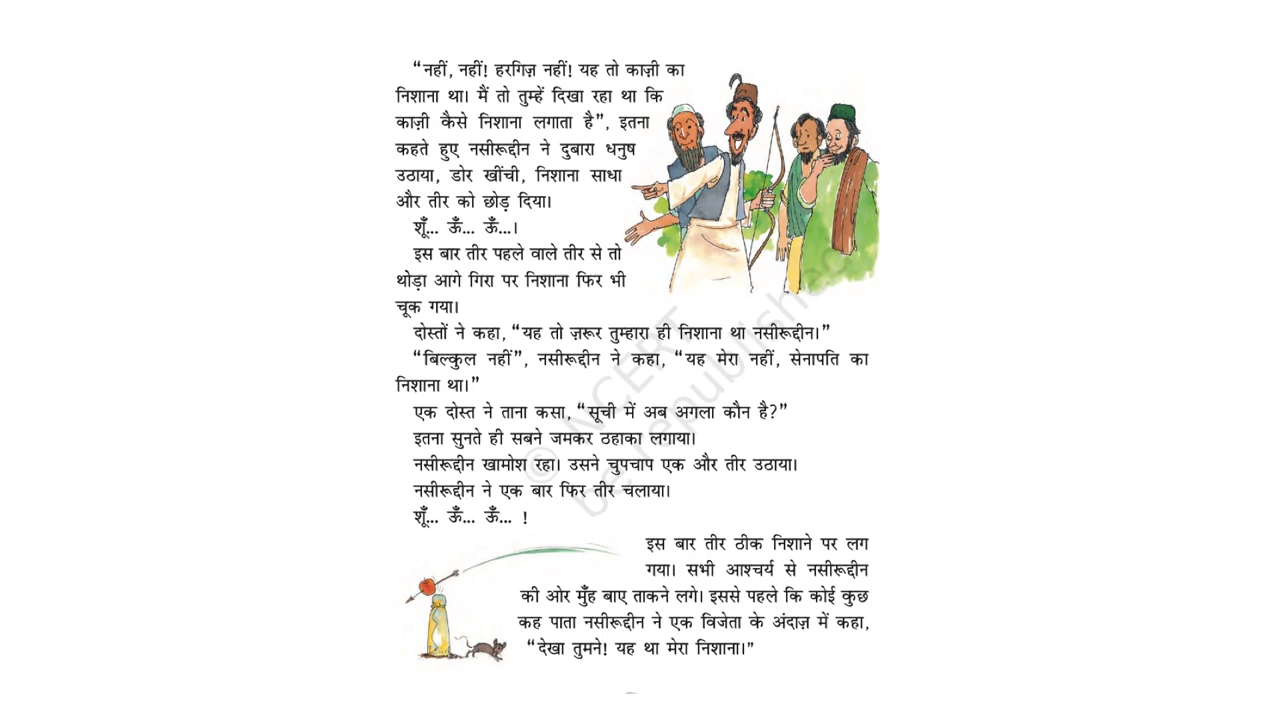 “नहीं, नहीं! हरगिज़ नहीं! यह तो काज़ी का
निशाना था। मैं तो तुम्हें दिखा रहा था कि
काज़ी कैसे निशाना लगाता है”, इतना
कहते हुए नसीरूद्दीन ने दुबारा धनुष
उठाया, डोर खींची, निशाना साधा
और तीर को छोड़ दिया।
शूँ... ऊँ... ऊँ...।
इस बार तीर पहले वाले तीर से तो
थोड़ा आगे गिरा पर निशाना फिर भी
चूक गया।
दोस्तों ने कहा, “यह तो ज़रूर तुम्हारा ही निशाना था नसीरूद्दीन।”
“बिल्कुल नहीं”, नसीरूद्दीन ने कहा, “यह मेरा नहीं, सेनापति का
निशाना था।”
एक दोस्त ने ताना कसा, “सूची में अब अगला कौन है?”
इतना सुनते ही सबने जमकर ठहाका लगाया।
नसीरूद्दीन खामोश रहा। उसने चुपचाप एक और तीर उठाया।
नसीरूद्दीन ने एक बार फिर तीर चलाया।
शूँ... ऊँ... ऊँ... !
इस बार तीर ठीक निशाने पर लग
गया। सभी आश्चर्य से नसीरूद्दीन
की ओर मुँह बाए ताकने लगे। इससे पहले कि कोई कुछ
कह पाता नसीरूद्दीन ने एक विजेता के अंदाज़ में कहा,
“देखा तुमने! यह था मेरा निशाना।”
© NCERT
be republished